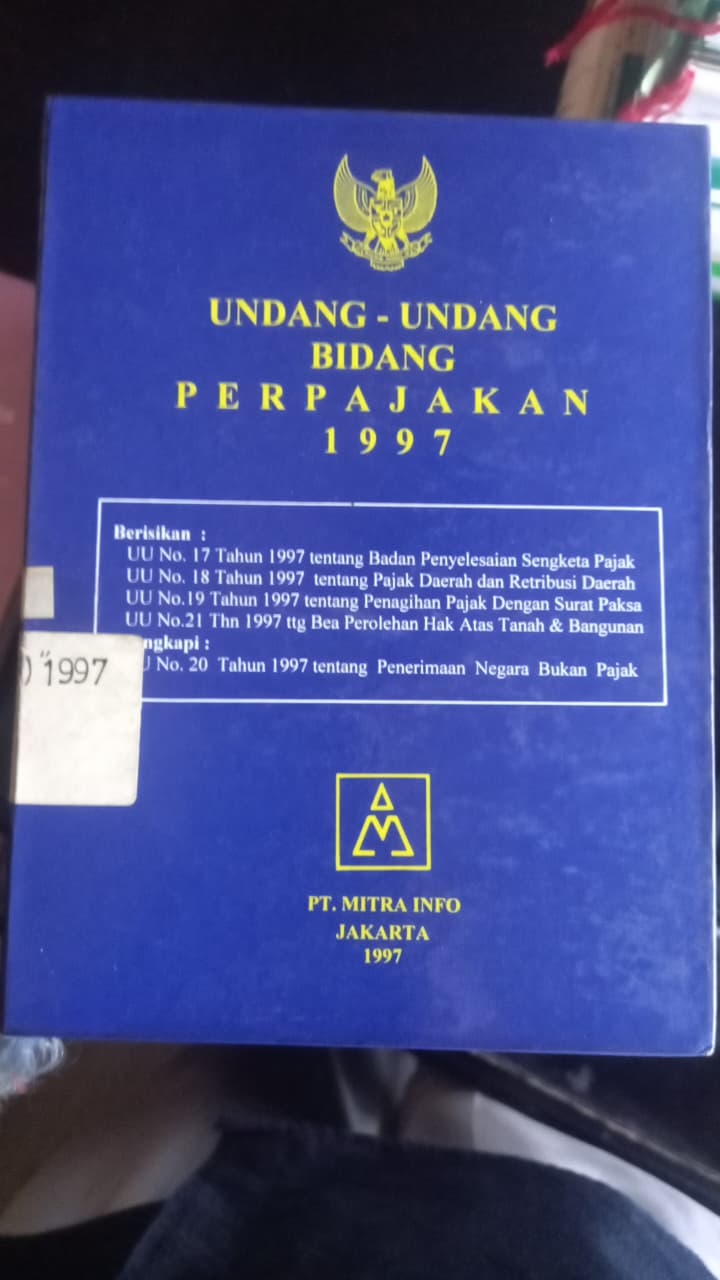 UNDANG - UNDANG
BIDANG
PERPAJAKAN
1997
Berisikan :
UU No. 17 Tahun 1997 tentang Badan Penyelesaian Sengketa Pajak
UU No. 18 Tahun 1997 tentang Pajak Daerah dan Retribusi Daerah
UU No.19 Tahun 1997 tentang Penagihan Pajak Dengan Surat Paksa
UU No.21 Thn 1997 ttg Bea Perolehan Hak Atas Tanah & Bangunan
ngkapi :
No. 20 Tahun 1997 tentang Penerimaan Negara Bukan Pajak
) "1997
PT. MITRA INFO
JAKARTA
1997